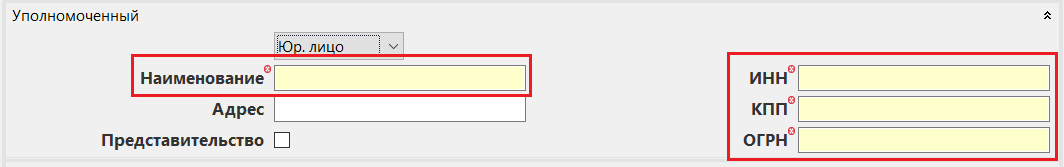 Уполномоченный
Юр. лицо
Наименование
ИНН
Адрес
КПП
Представительство
ОГРН